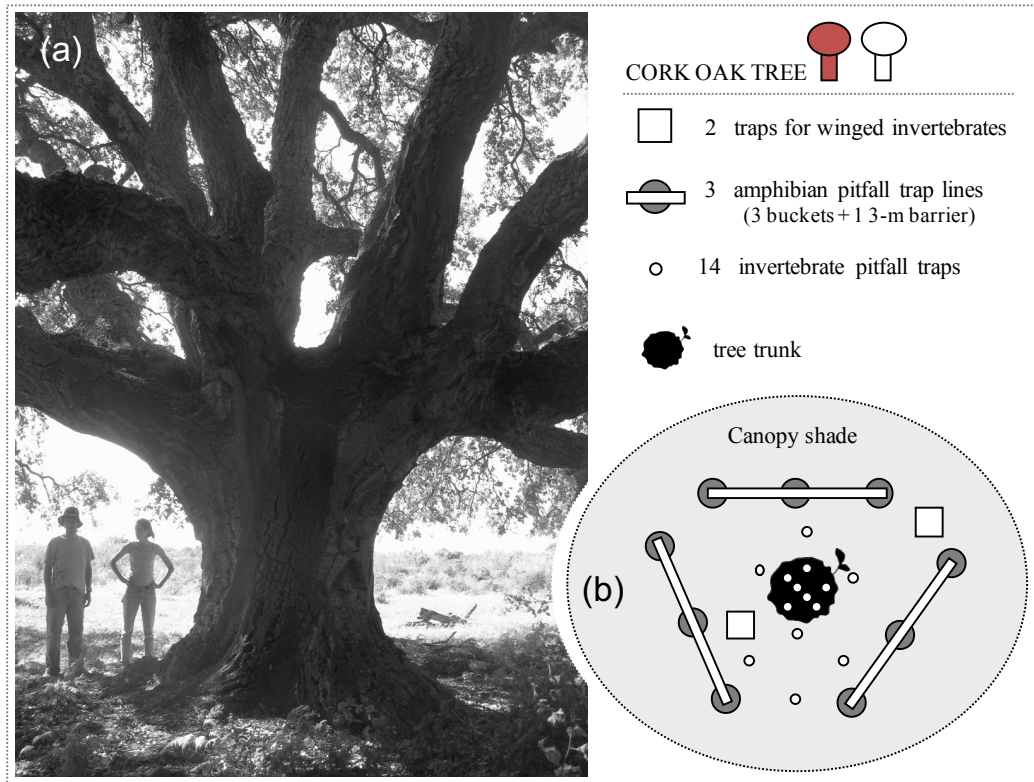 (a)
CORK OAK TREE
2 traps for winged invertebrates
3 amphibian pitfall trap lines
(3 buckets + 1 3-m barrier)
14 invertebrate pitfall traps
tree trunk
Canopy shade
(b)